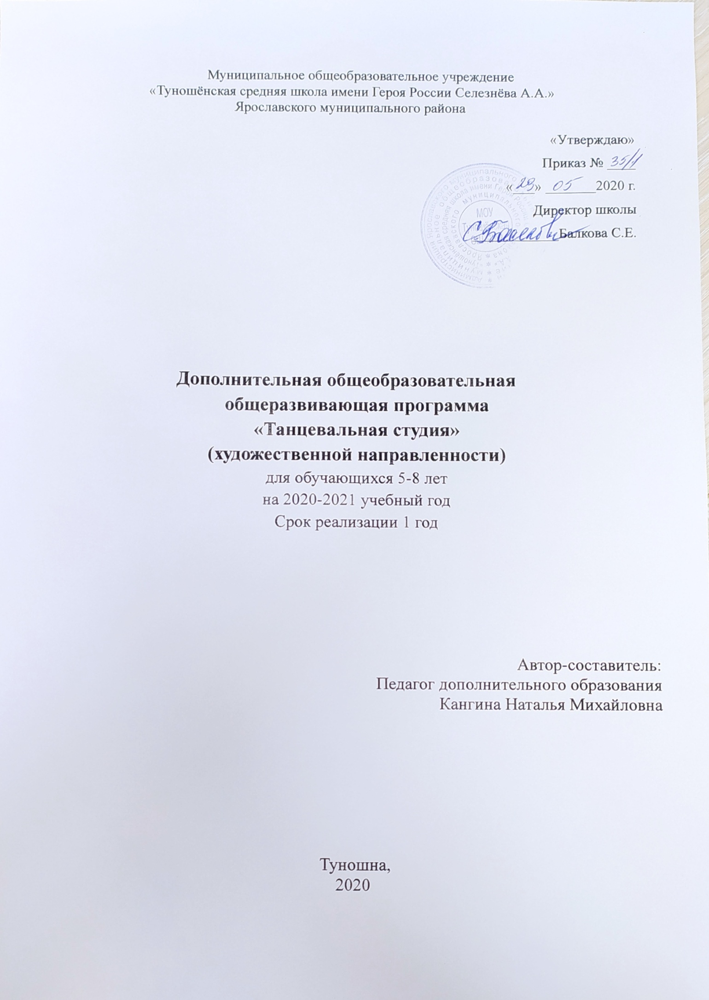 Муниципальное общеобразовательное учреждение
«Туношёнская средняя школа имени Героя России Селезнёва А.А.»
Ярославского муниципального района
«Утверждаю»
Приказ № 35/1
«29» 05 2020 г.
Директор школы
Балкова С.Е.
МОУ
Дополнительная общеобразовательная
общеразвивающая программа
«Танцевальная студия»
(художественной направленности)
для обучающихся 5-8 лет
на 2020-2021 учебный год
Срок реализации 1 год
Автор-составитель:
Педагог дополнительного образования
Кангина Наталья Михайловна
Туношна,
2020